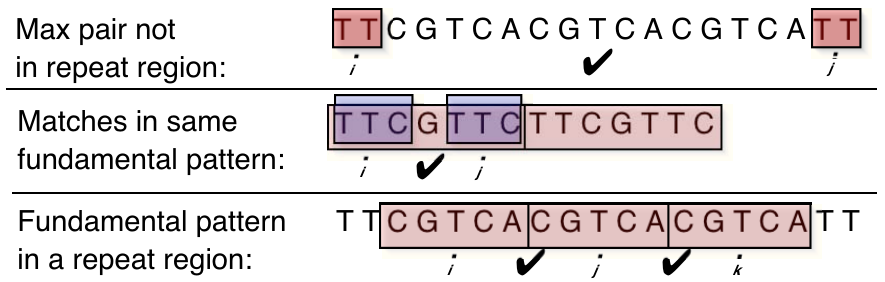 Max pair not
in repeat region:
TTCGTCACGTCACGTCATT
i ✔ j
Matches in same
fundamental pattern:
TTCGTTCTTCGTTC
i ✔ j
Fundamental pattern
in a repeat region:
TTCGTCACGTCACGTCATT
i ✔ j ✔ k